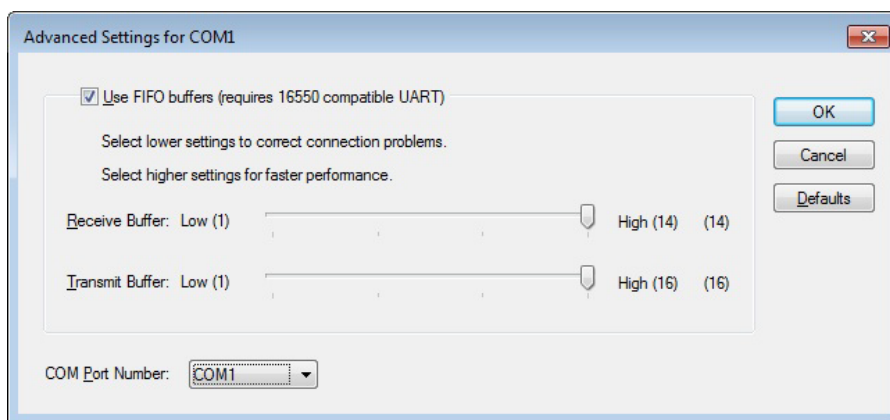 Advanced Settings for COM1
Use FIFO buffers (requires 16550 compatible UART)
OK
Select lower settings to correct connection problems.
Cancel
Select higher settings for faster performance.
Defaults
Receive Buffer: Low (1) High (14) (14)
Transmit Buffer: Low (1) High (16) (16)
COM Port Number: COM1